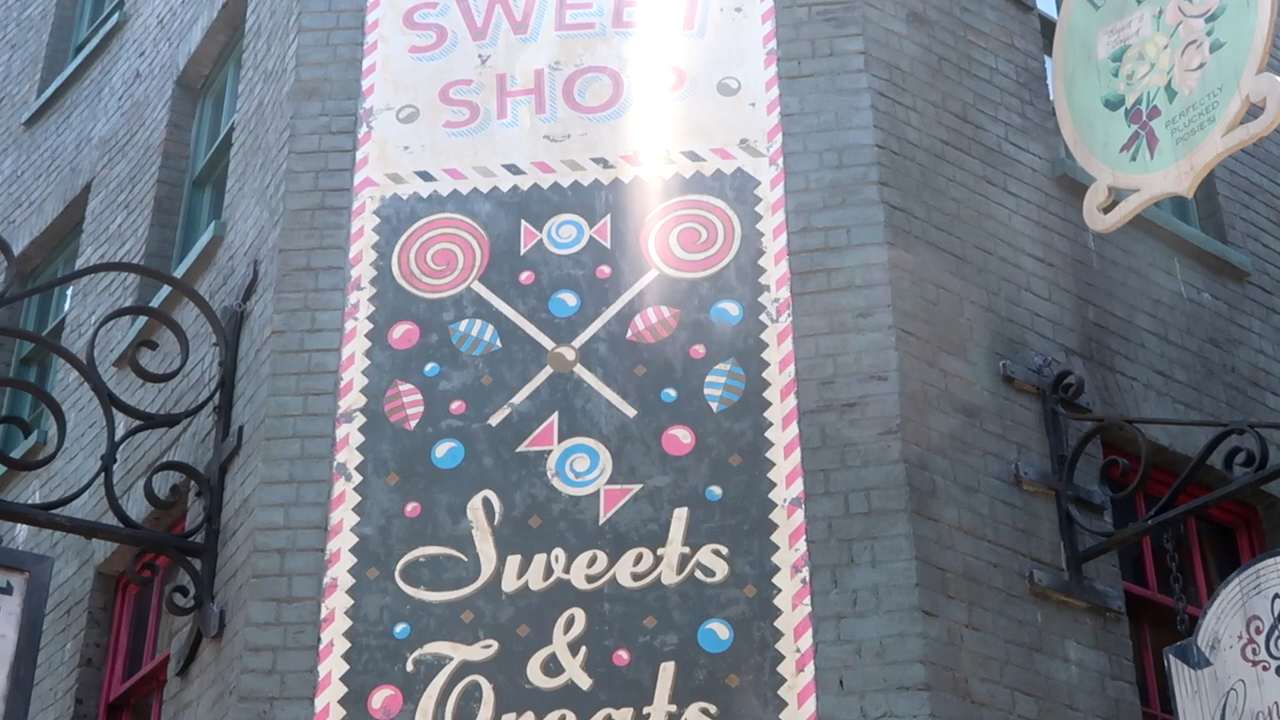 SWEET
SHOP
Sweets
&
Treats
PERFECTLY
PLUCKED
POSIES!